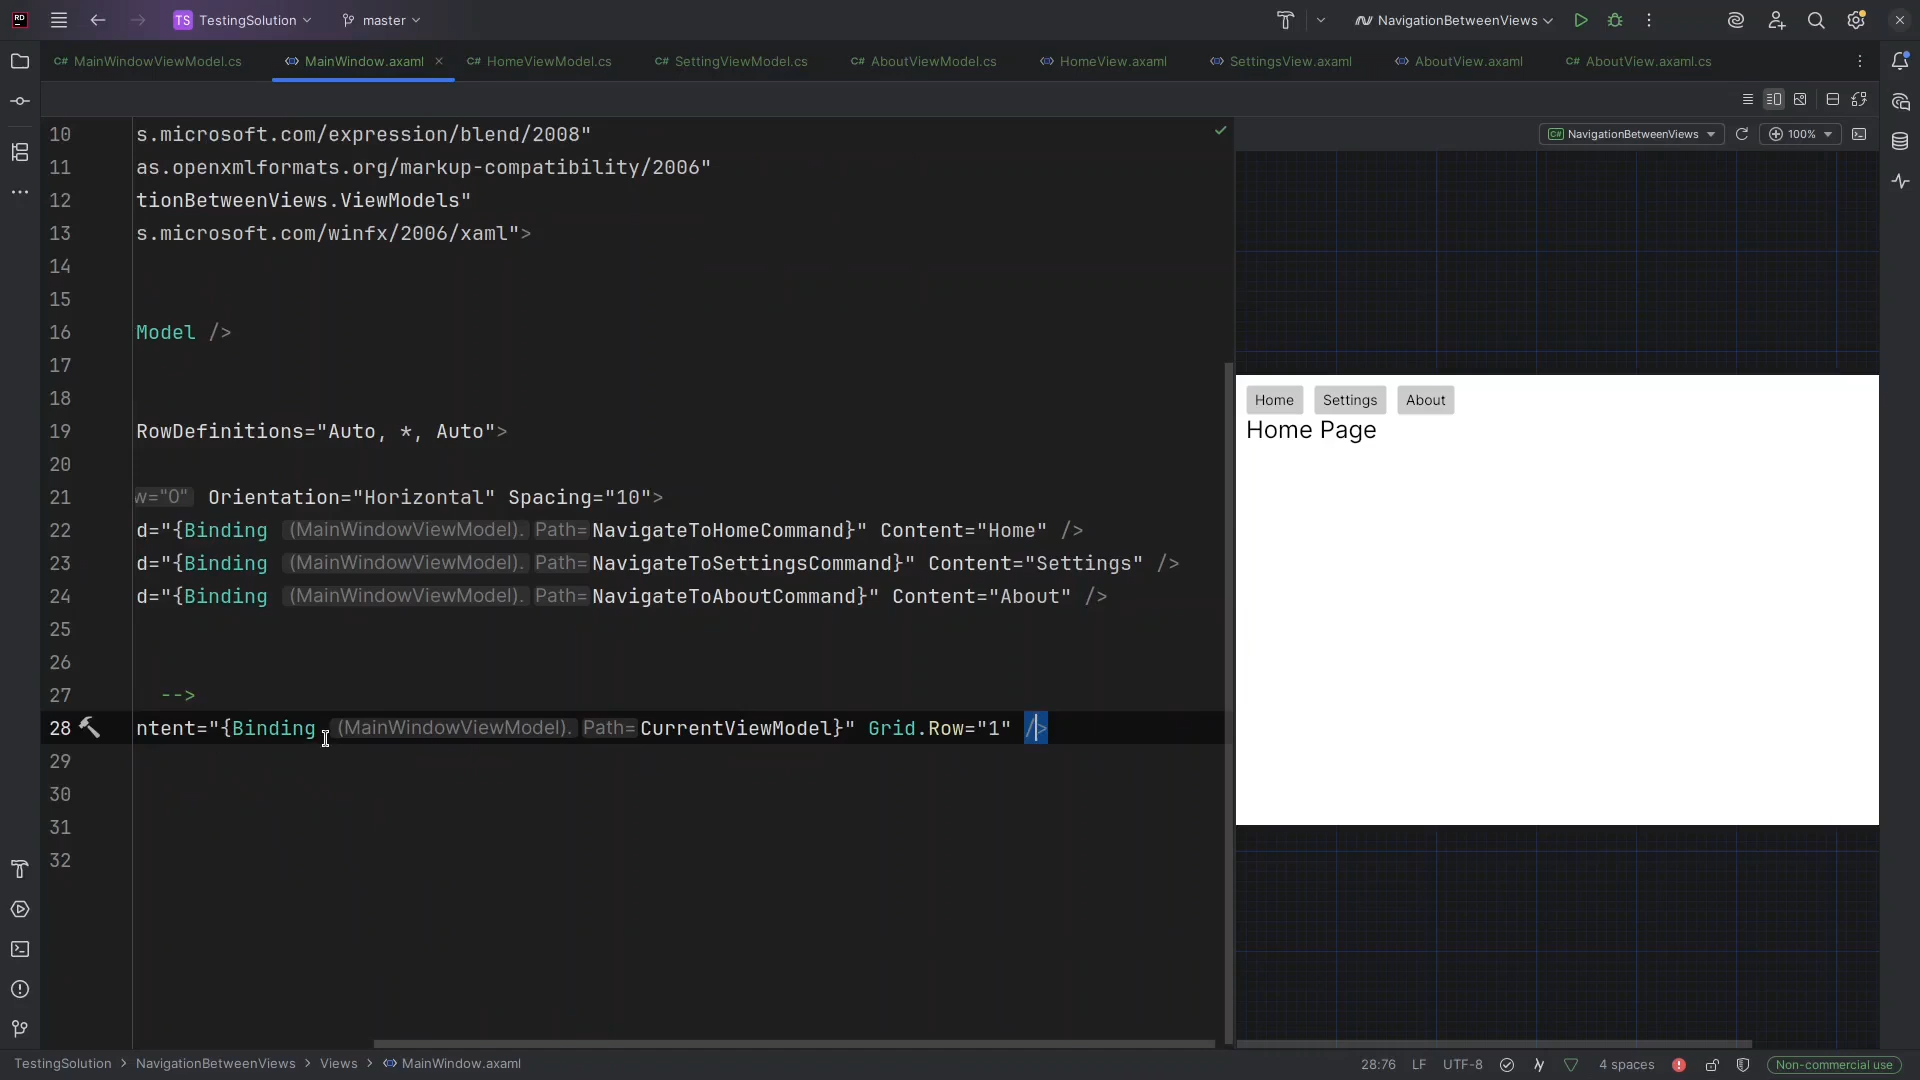 TS TestingSolution master NavigationBetweenViews
C# MainWindowViewModel.cs MainWindow.axaml C# HomeViewModel.cs C# SettingViewModel.cs C# AboutViewModel.cs HomeView.axaml SettingsView.axaml AboutView.axaml C# AboutView.axaml.cs
C# NavigationBetweenViews 100%
10 s.microsoft.com/expression/blend/2008"
11 as.openxmlformats.org/markup-compatibility/2006"
12 tionBetweenViews.ViewModels"
13 s.microsoft.com/winfx/2006/xaml">
14
15
16 Model />
17
18
19 RowDefinitions="Auto, *, Auto">
20
21 w="0" Orientation="Horizontal" Spacing="10">
22 d="{Binding (MainWindowViewModel). Path=NavigateToHomeCommand}" Content="Home" />
23 d="{Binding (MainWindowViewModel). Path=NavigateToSettingsCommand}" Content="Settings" />
24 d="{Binding (MainWindowViewModel). Path=NavigateToAboutCommand}" Content="About" />
25
26
27 -->
28 ntent="{Binding (MainWindowViewModel). Path=CurrentViewModel}" Grid.Row="1" />
29
30
31
32
Home Settings About
Home Page
TestingSolution > NavigationBetweenViews > Views > MainWindow.axaml 28:76 LF UTF-8 4 spaces Non-commercial use